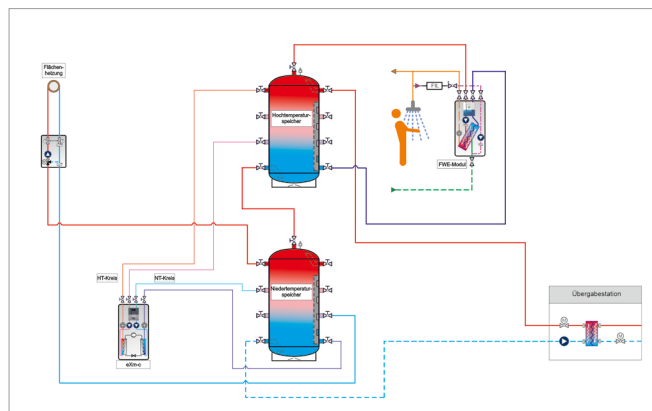 Flächen-
heizung
Hochtemperatur-
speicher
F/L
FWE-Modul
HT-Kreis
NT-Kreis
Niedertemperatur-
speicher
eXm-c
Übergabestation
M
M